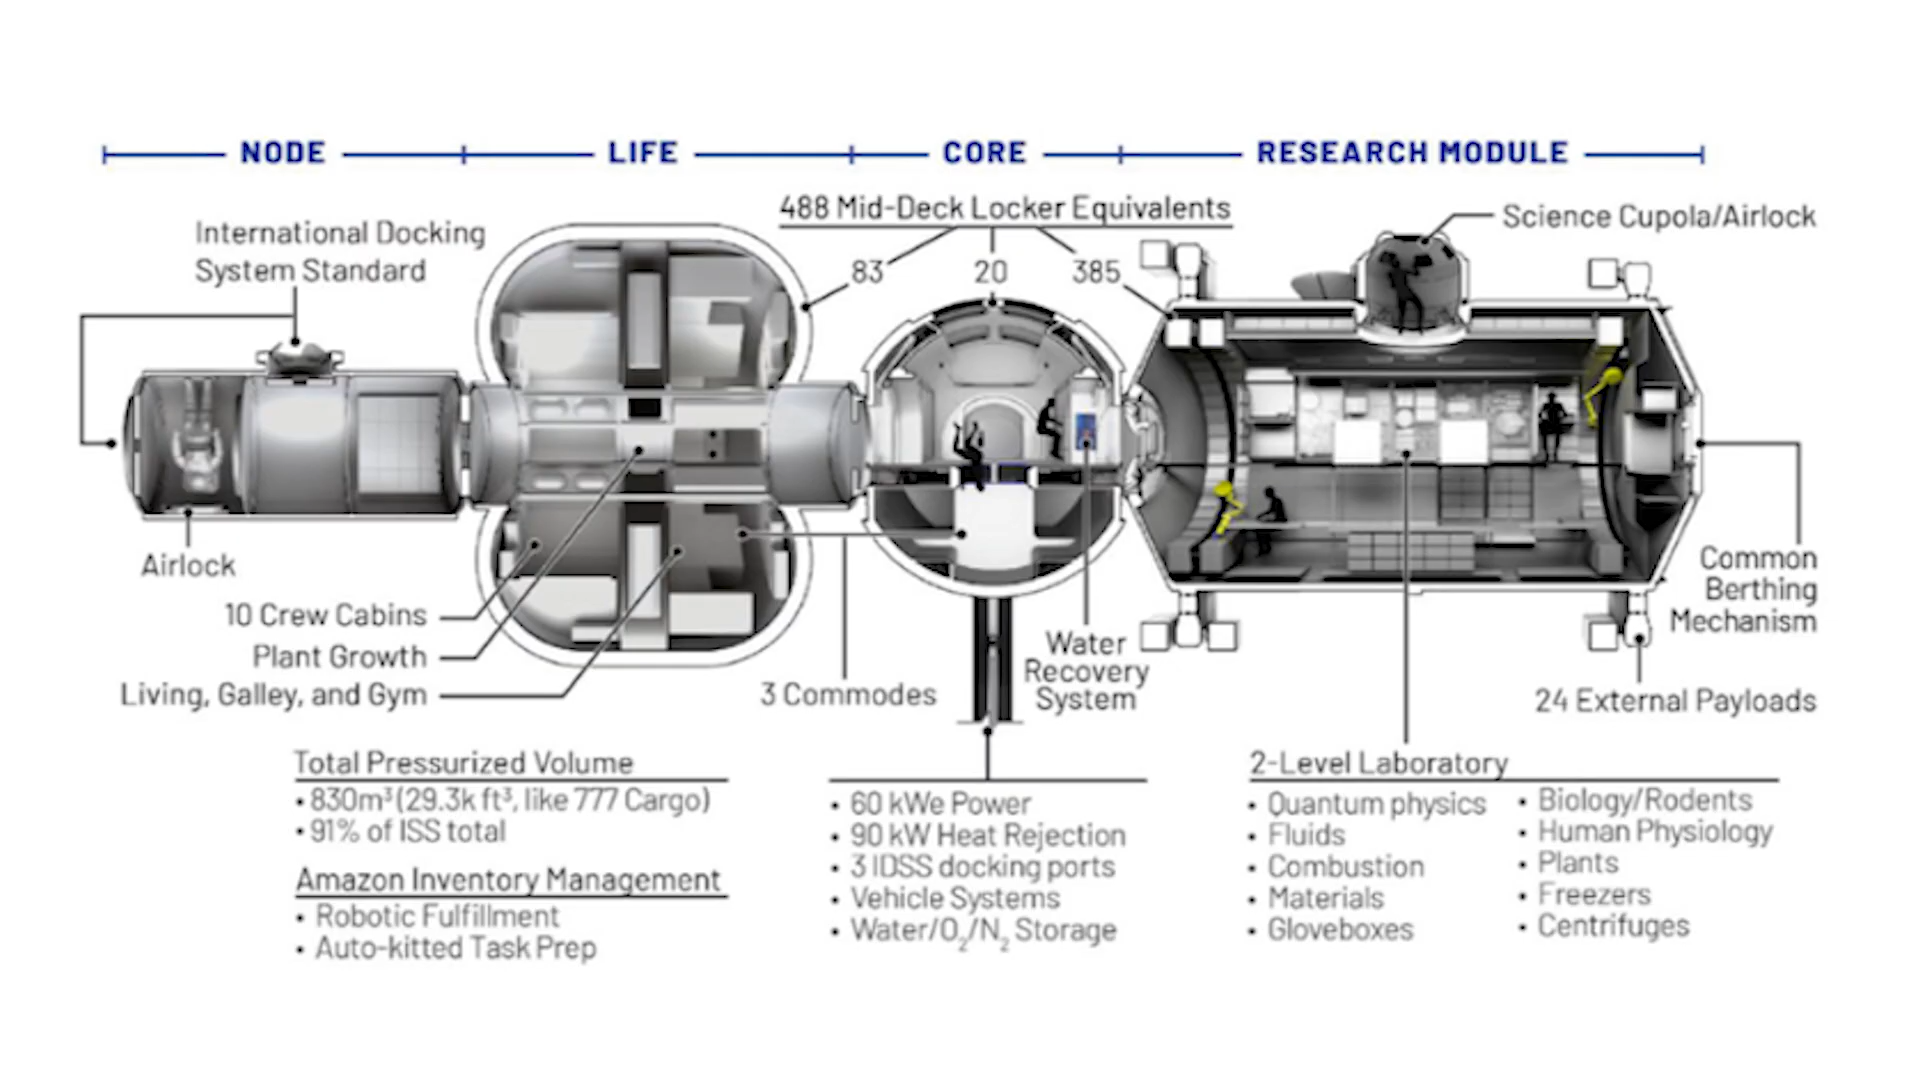 NODE
LIFE
CORE
RESEARCH MODULE
488 Mid-Deck Locker Equivalents
83
20
385
Science Cupola/Airlock
International Docking
System Standard
Airlock
10 Crew Cabins
Plant Growth
Living, Galley, and Gym
3 Commodes
Water
Recovery
System
Common
Berthing
Mechanism
24 External Payloads
Total Pressurized Volume
• 830m³ (29.3k ft³, like 777 Cargo)
• 91% of ISS total
Amazon Inventory Management
• Robotic Fulfillment
• Auto-kitted Task Prep
• 60 kWe Power
• 90 kW Heat Rejection
• 3 IDSS docking ports
• Vehicle Systems
• Water/O₂/N₂ Storage
2-Level Laboratory
• Quantum physics
• Fluids
• Combustion
• Materials
• Gloveboxes
• Biology/Rodents
• Human Physiology
• Plants
• Freezers
• Centrifuges